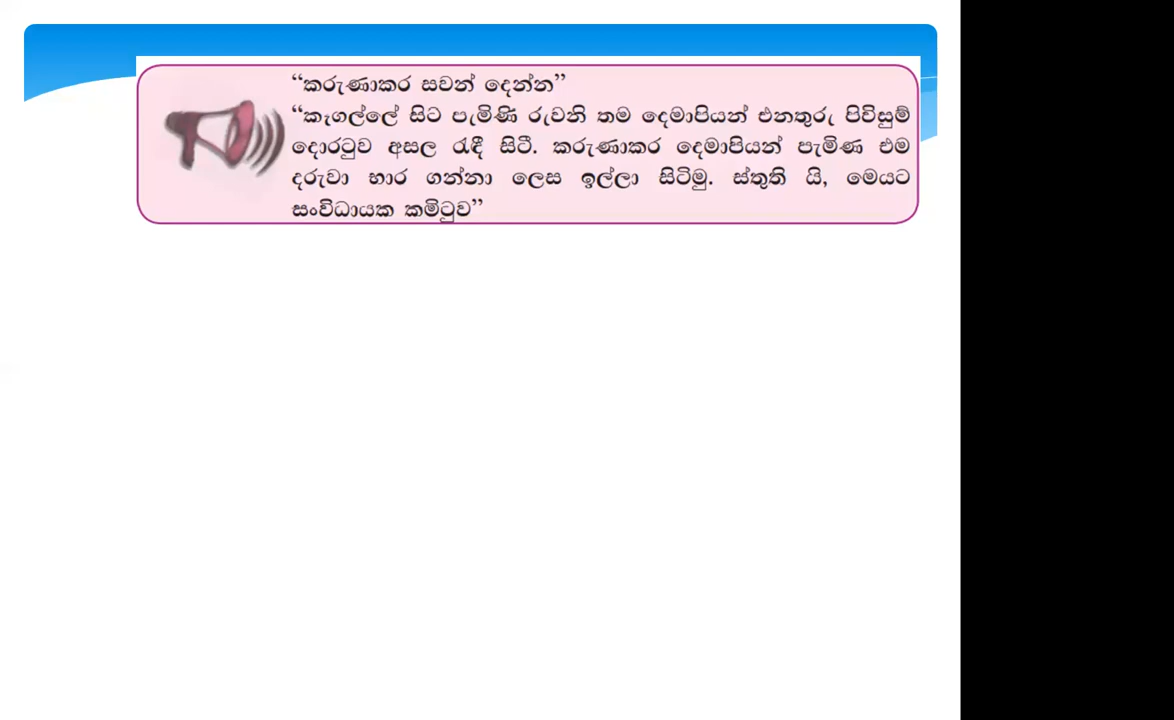 “කරුණාකර සවන් දෙන්න”
“කෑගල්ලේ සිට පැමිණි රුවනි තම දෙමාපියන් එනතුරු පිවිසුම්
දොරටුව අසල රැඳී සිටී. කරුණාකර දෙමාපියන් පැමිණ එම
දරුවා භාර ගන්නා ලෙස ඉල්ලා සිටිමු. ස්තුති යි, මෙයට
සංවිධායක කමිටුව”